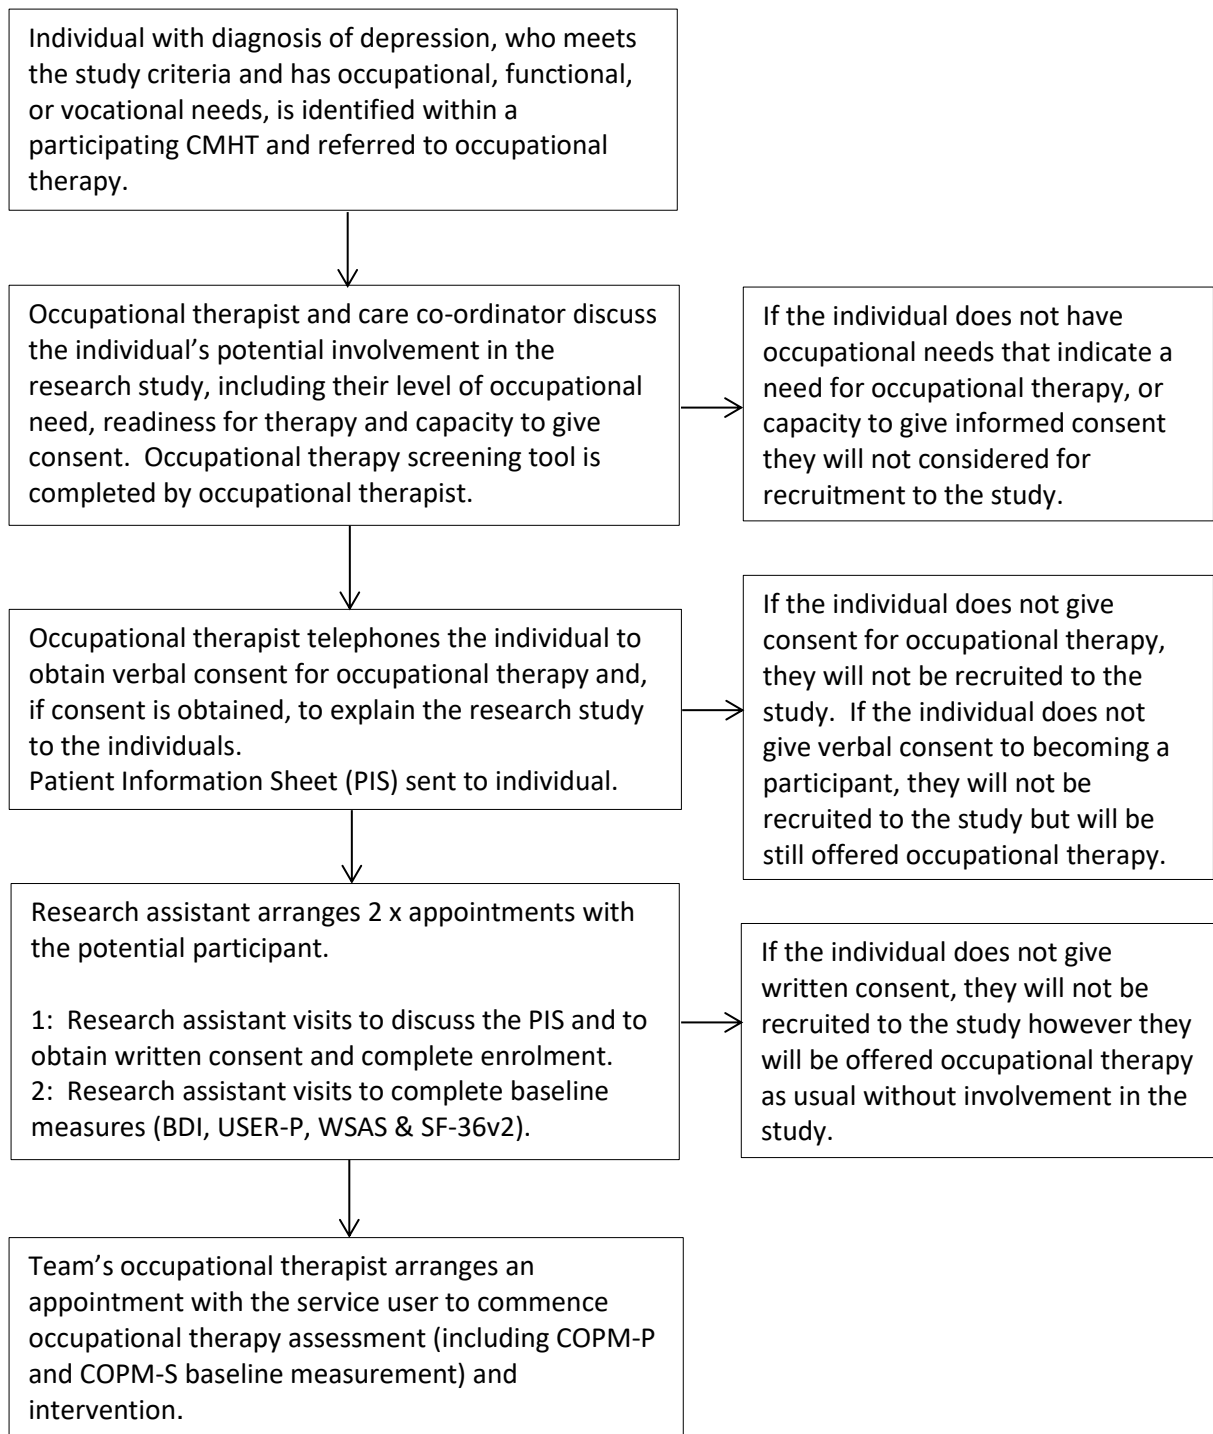 Individual with diagnosis of depression, who meets
the study criteria and has occupational, functional,
or vocational needs, is identified within a
participating CMHT and referred to occupational
therapy.
Occupational therapist and care co-ordinator discuss
the individual’s potential involvement in the
research study, including their level of occupational
need, readiness for therapy and capacity to give
consent.  Occupational therapy screening tool is
completed by occupational therapist.
If the individual does not have
occupational needs that indicate a
need for occupational therapy, or
capacity to give informed consent
they will not considered for
recruitment to the study.
Occupational therapist telephones the individual to
obtain verbal consent for occupational therapy and,
if consent is obtained, to explain the research study
to the individuals.
Patient Information Sheet (PIS) sent to individual.
If the individual does not give
consent for occupational therapy,
they will not be recruited to the
study.  If the individual does not
give verbal consent to becoming a
participant, they will not be
recruited to the study but will be
still offered occupational therapy.
Research assistant arranges 2 x appointments with
the potential participant.
1:  Research assistant visits to discuss the PIS and to
obtain written consent and complete enrolment.
2:  Research assistant visits to complete baseline
measures (BDI, USER-P, WSAS & SF-36v2).
If the individual does not give
written consent, they will not be
recruited to the study however they
will be offered occupational therapy
as usual without involvement in the
study.
Team’s occupational therapist arranges an
appointment with the service user to commence
occupational therapy assessment (including COPM-P
and COPM-S baseline measurement) and
intervention.